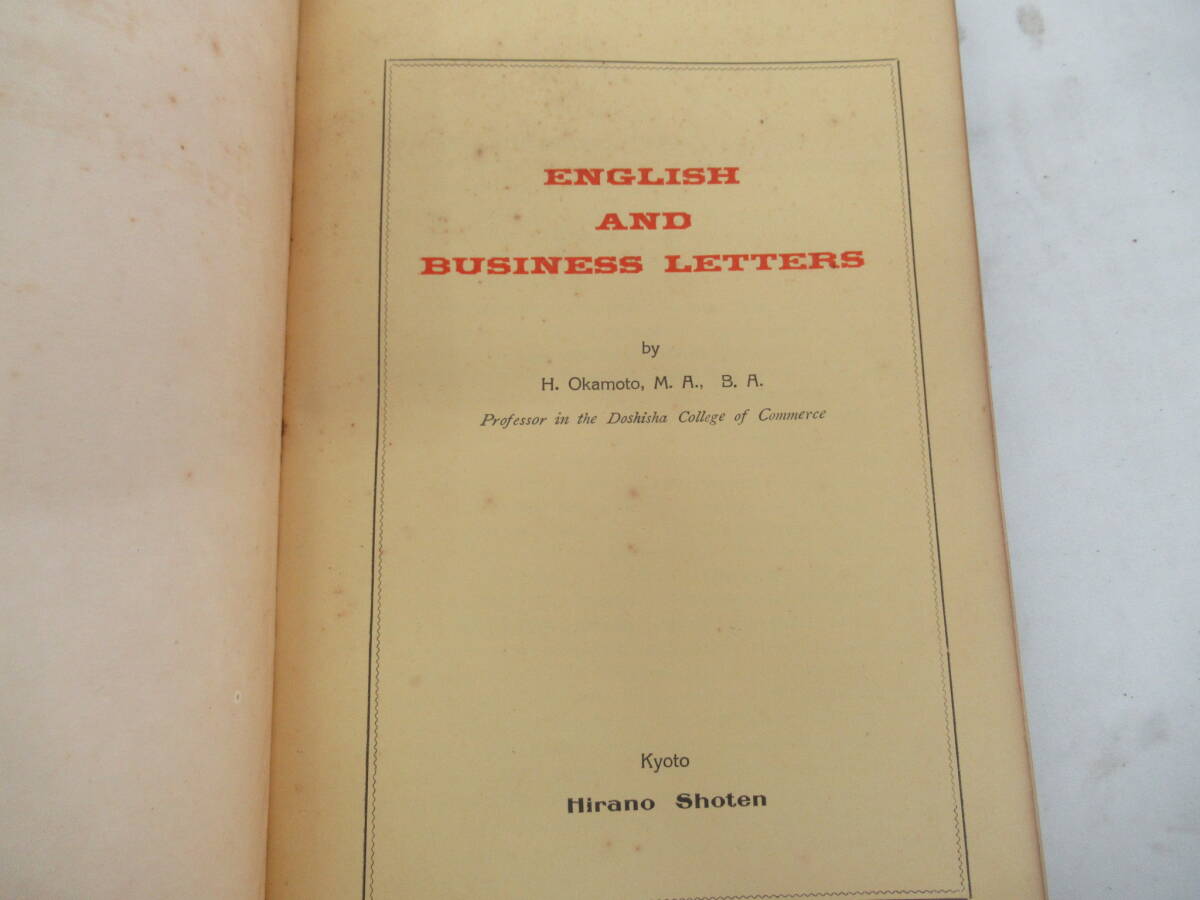 ENGLISH
AND
BUSINESS LETTERS
by
H. Okamoto, M. A., B. A.
Professor in the Doshisha College of Commerce
Kyoto
Hirano Shoten